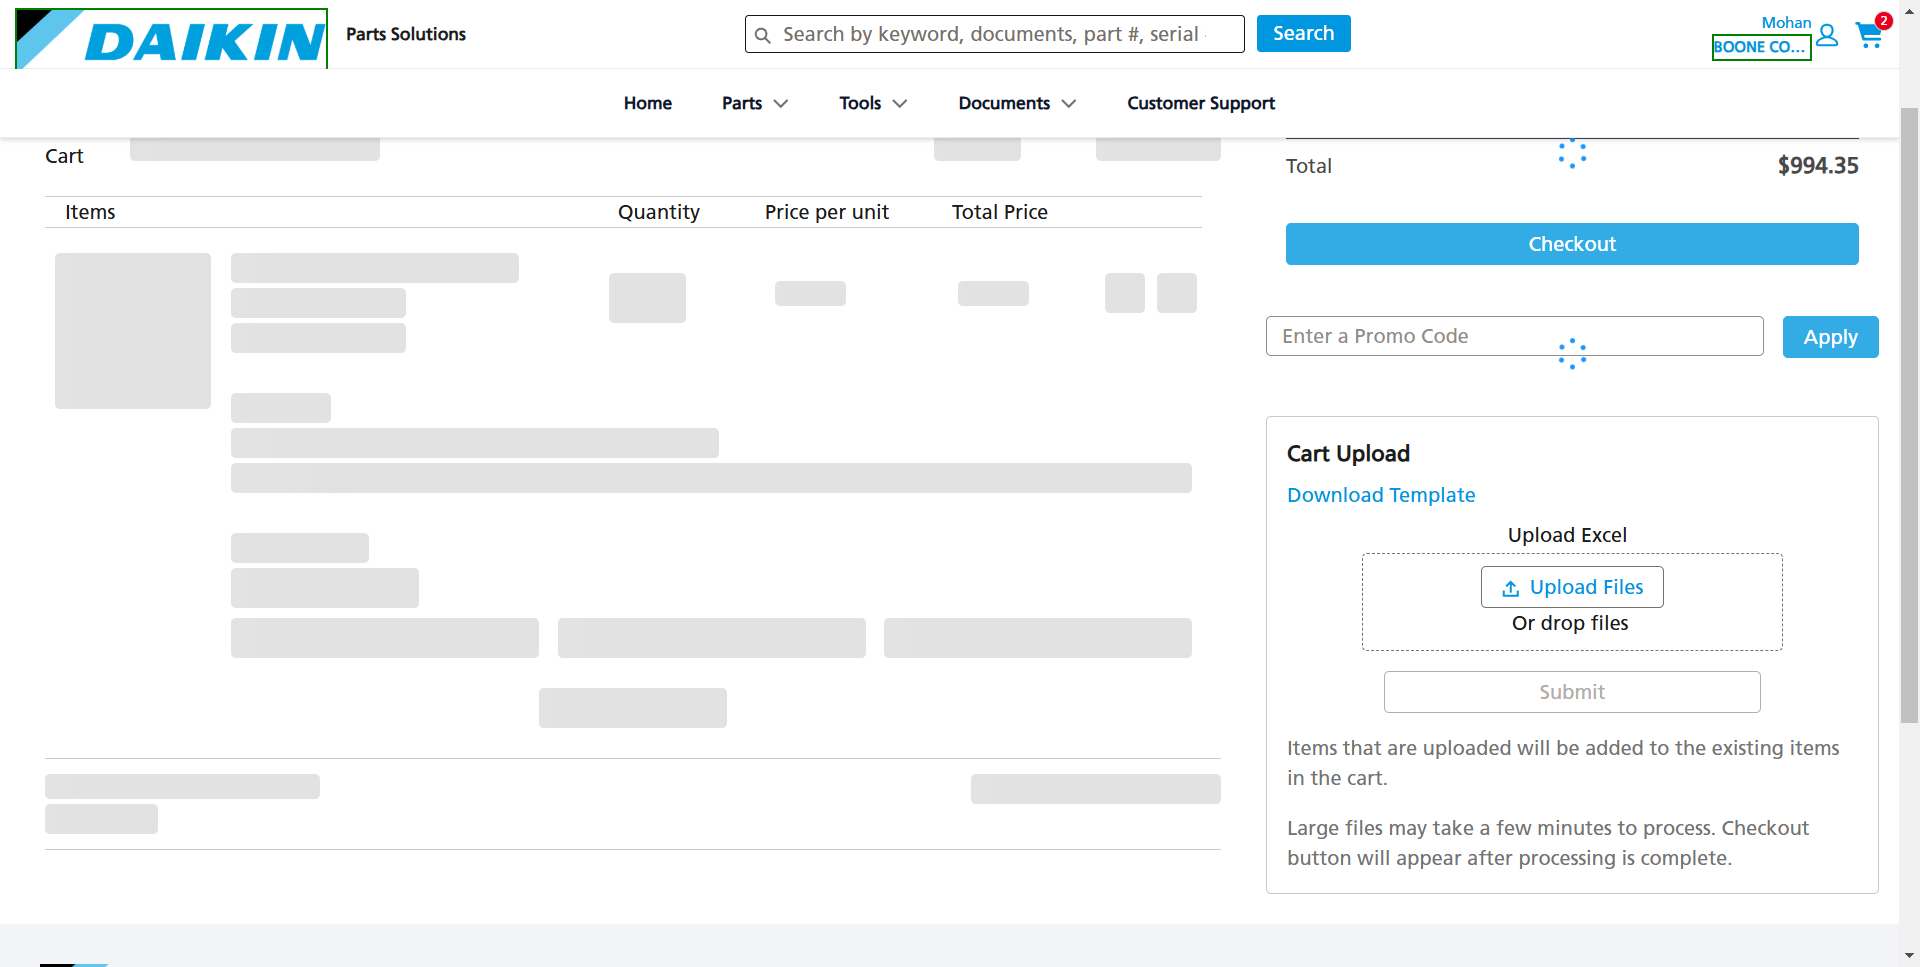 DAIKIN
Parts Solutions
Search by keyword, documents, part #, serial
Search
Mohan
BOONE CO...
2
Home
Parts
Tools
Documents
Customer Support
Cart
Items
Quantity
Price per unit
Total Price
Total
$994.35
Checkout
Enter a Promo Code
Apply
Cart Upload
Download Template
Upload Excel
Upload Files
Or drop files
Submit
Items that are uploaded will be added to the existing items
in the cart.
Large files may take a few minutes to process. Checkout
button will appear after processing is complete.